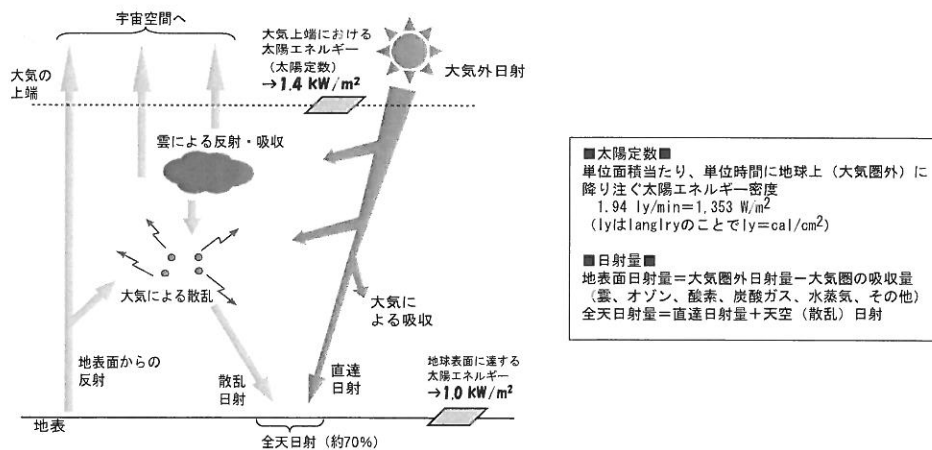 宇宙空間へ
大気の
上端
大気上端における
太陽エネルギー
(太陽定数)
→1.4 kW/m²
大気外日射
雲による反射・吸収
大気による散乱
大気に
よる吸収
地表面からの
反射
散乱
日射
直達
日射
地球表面に達する
太陽エネルギー
→1.0 kW/m²
地表
全天日射(約70%)
■太陽定数■
単位面積当たり、単位時間に地球上(大気圏外)に
降り注ぐ太陽エネルギー密度
1.94 ly/min=1,353 W/m²
(lyはlanglryのことでly=cal/cm²)
■日射量■
地表面日射量=大気圏外日射量−大気圏の吸収量
(雲、オゾン、酸素、炭酸ガス、水蒸気、その他)
全天日射量=直達日射量+天空(散乱)日射